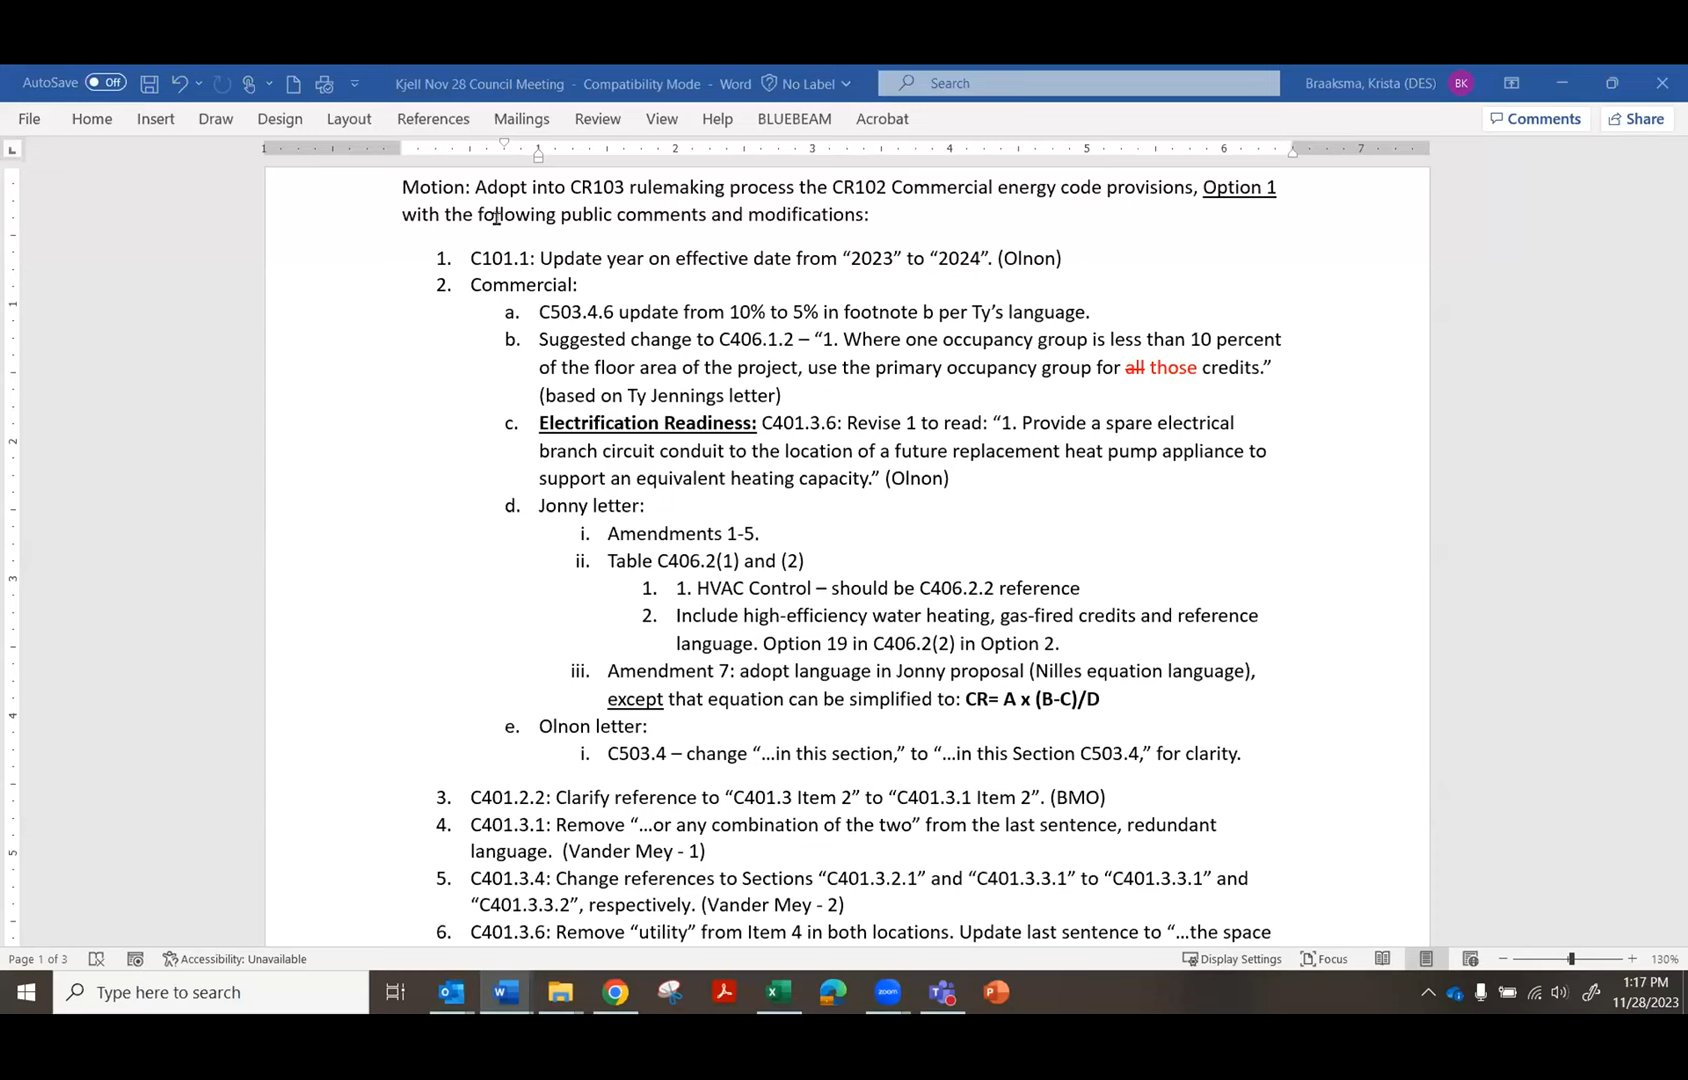 AutoSave Off Kjell Nov 28 Council Meeting - Compatibility Mode - Word No Label Search Braaksma, Krista (DES) BK
File Home Insert Draw Design Layout References Mailings Review View Help BLUEBEAM Acrobat Comments Share
1 1 2 3 4 5 6 7
Motion: Adopt into CR103 rulemaking process the CR102 Commercial energy code provisions, Option 1
with the following public comments and modifications:
1. C101.1: Update year on effective date from “2023” to “2024”. (Olnon)
2. Commercial:
a. C503.4.6 update from 10% to 5% in footnote b per Ty’s language.
b. Suggested change to C406.1.2 – “1. Where one occupancy group is less than 10 percent
of the floor area of the project, use the primary occupancy group for all those credits.”
(based on Ty Jennings letter)
c. Electrification Readiness: C401.3.6: Revise 1 to read: “1. Provide a spare electrical
branch circuit conduit to the location of a future replacement heat pump appliance to
support an equivalent heating capacity.” (Olnon)
d. Jonny letter:
i. Amendments 1-5.
ii. Table C406.2(1) and (2)
1. 1. HVAC Control – should be C406.2.2 reference
2. Include high-efficiency water heating, gas-fired credits and reference
language. Option 19 in C406.2(2) in Option 2.
iii. Amendment 7: adopt language in Jonny proposal (Nilles equation language),
except that equation can be simplified to: CR= A x (B-C)/D
e. Olnon letter:
i. C503.4 – change “…in this section,” to “…in this Section C503.4,” for clarity.
3. C401.2.2: Clarify reference to “C401.3 Item 2” to “C401.3.1 Item 2”. (BMO)
4. C401.3.1: Remove “…or any combination of the two” from the last sentence, redundant
language. (Vander Mey - 1)
5. C401.3.4: Change references to Sections “C401.3.2.1” and “C401.3.3.1” to “C401.3.3.1” and
“C401.3.3.2”, respectively. (Vander Mey - 2)
6. C401.3.6: Remove “utility” from Item 4 in both locations. Update last sentence to “…the space
1
2
3
4
5
Page 1 of 3 Accessibility: Unavailable Display Settings Focus 130%
Type here to search zoom 1:17 PM
11/28/2023